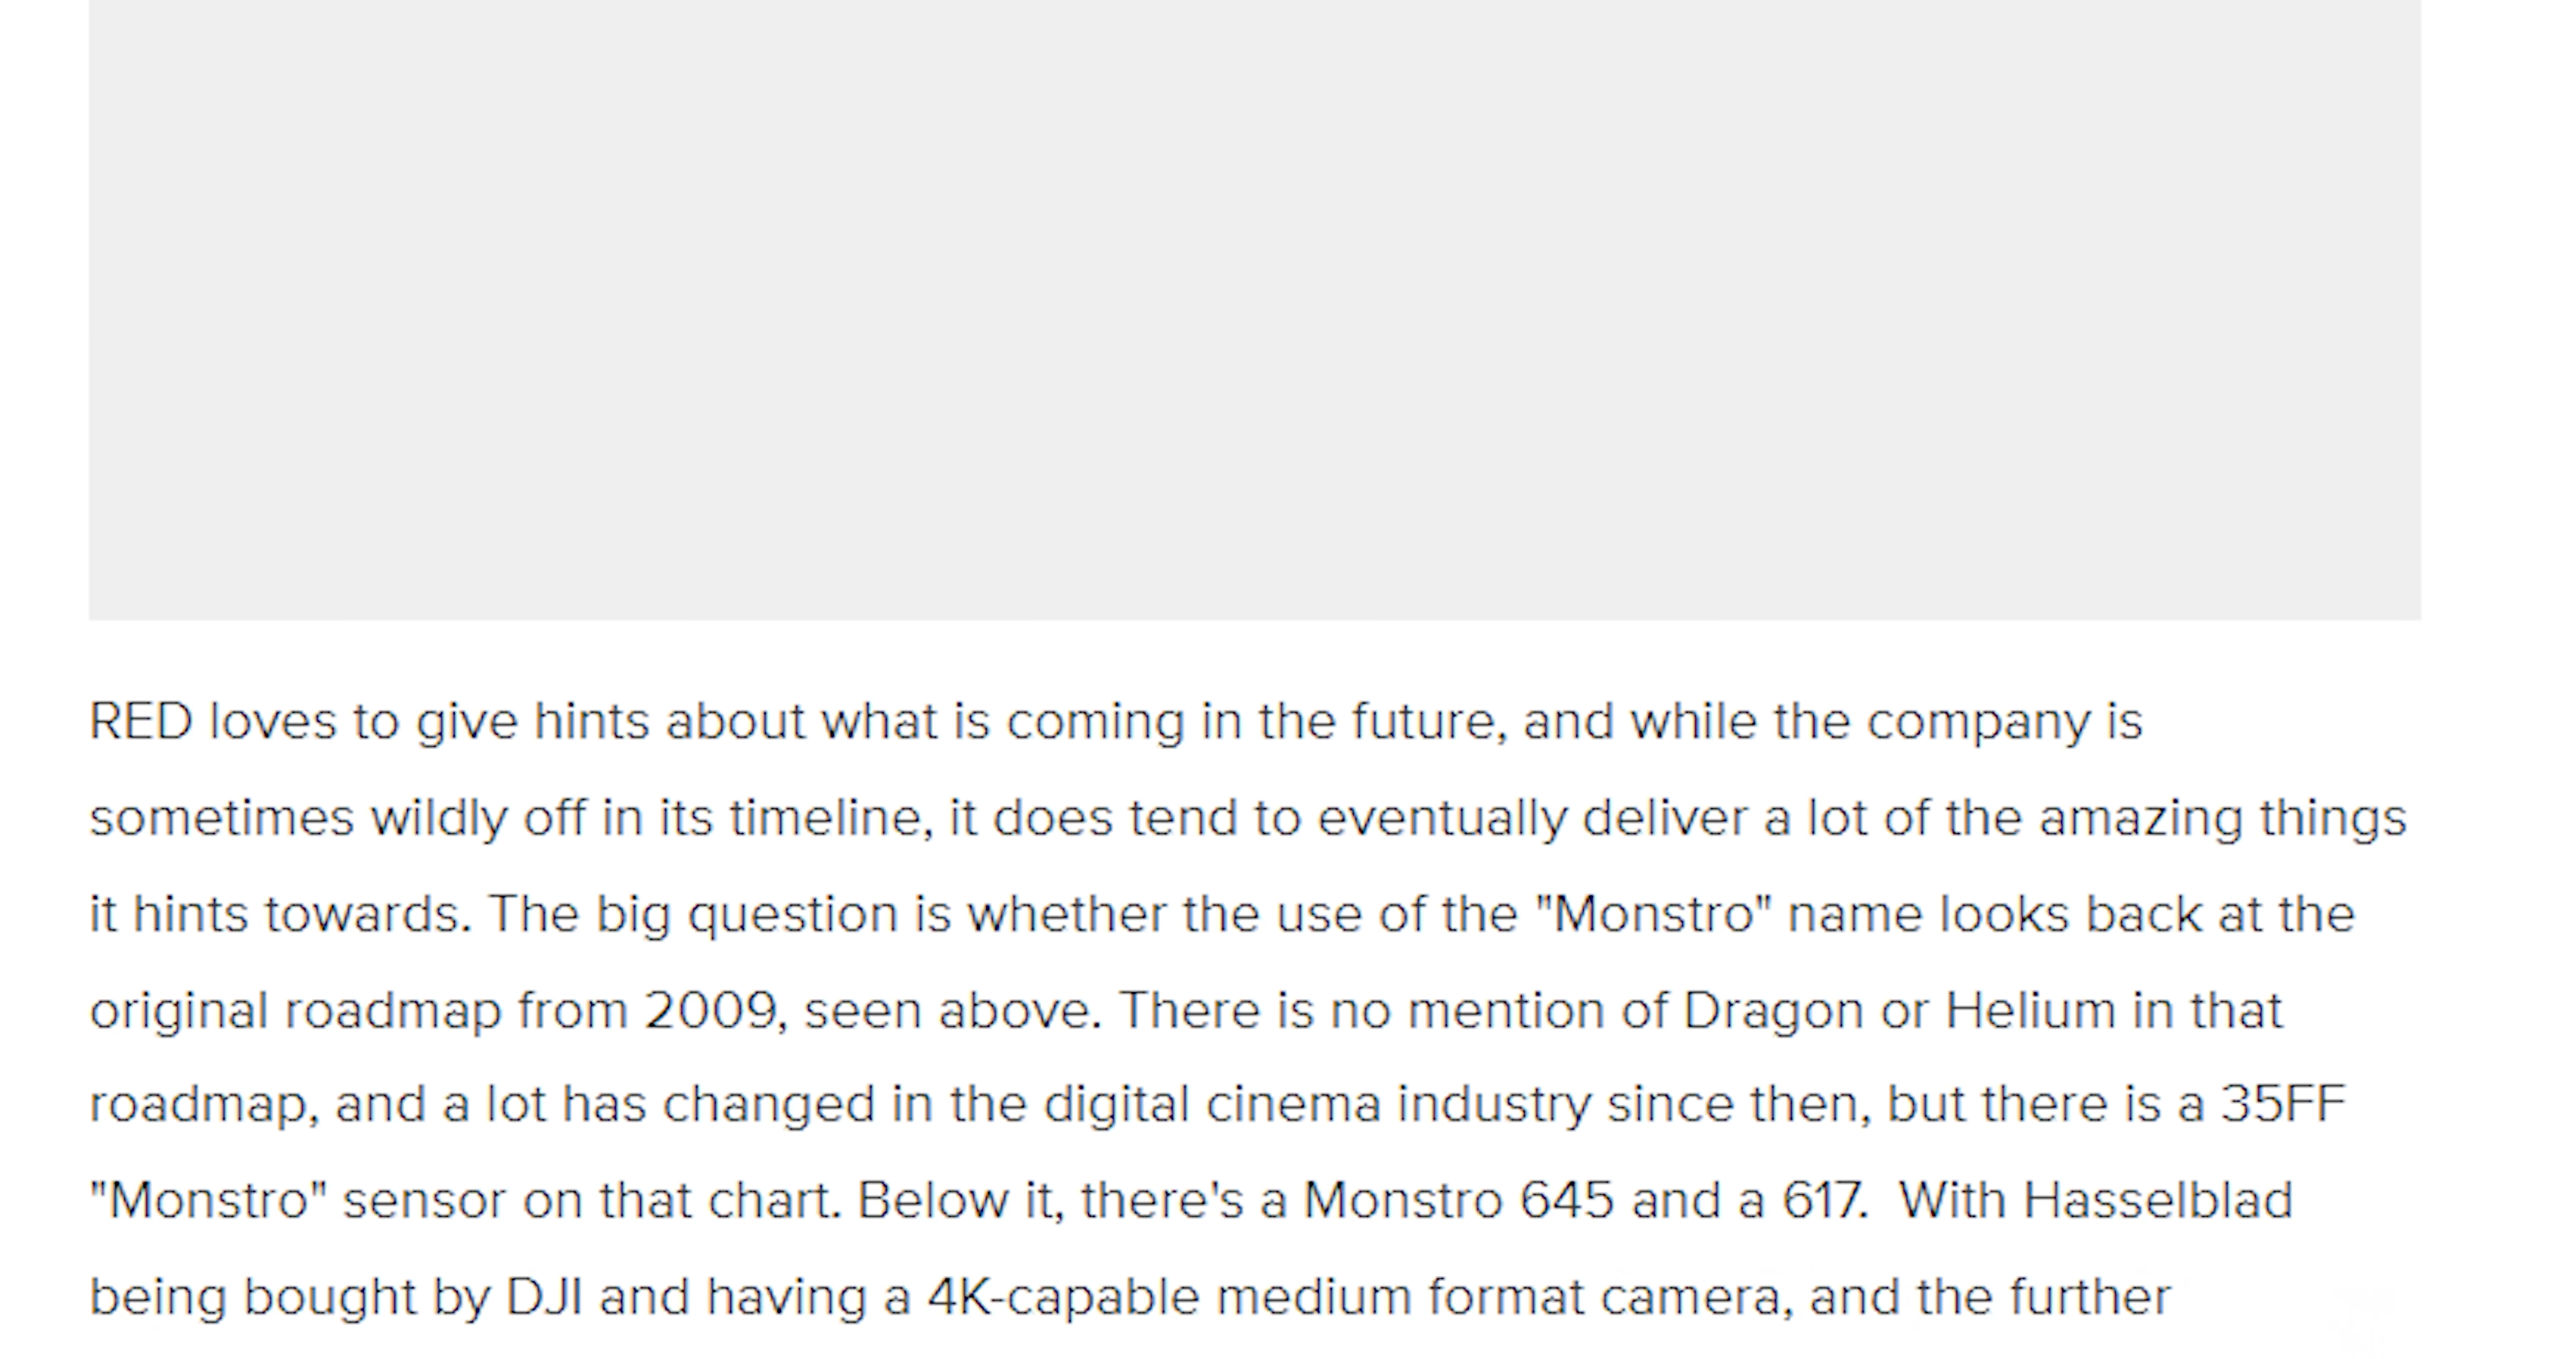 RED loves to give hints about what is coming in the future, and while the company is
sometimes wildly off in its timeline, it does tend to eventually deliver a lot of the amazing things
it hints towards. The big question is whether the use of the "Monstro" name looks back at the
original roadmap from 2009, seen above. There is no mention of Dragon or Helium in that
roadmap, and a lot has changed in the digital cinema industry since then, but there is a 35FF
"Monstro" sensor on that chart. Below it, there's a Monstro 645 and a 617.  With Hasselblad
being bought by DJI and having a 4K-capable medium format camera, and the further